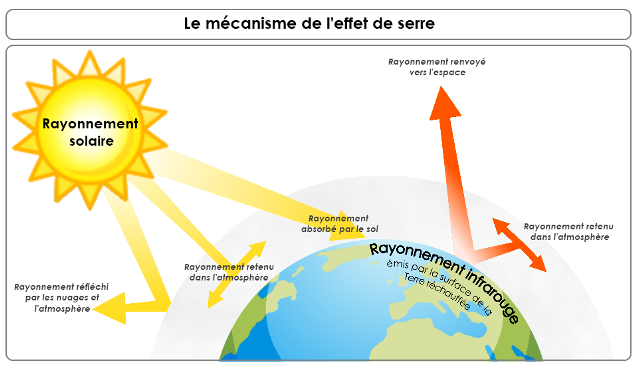 Le mécanisme de l'effet de serre
Rayonnement renvoyé
vers l'espace
Rayonnement
solaire
Rayonnement
absorbé par le sol
Rayonnement retenu
dans l'atmosphère
Rayonnement retenu
dans l'atmosphère
Rayonnement réfléchi
par les nuages et
l'atmosphère
Rayonnement infrarouge
émis par la surface de la
Terre réchauffée